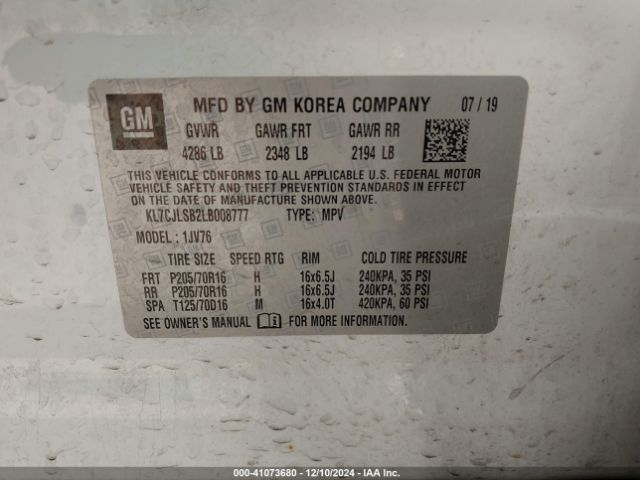 GM MFD BY GM KOREA COMPANY 07 / 19
GVWR GAWR FRT GAWR RR
4286 LB 2348 LB 2194 LB
THIS VEHICLE CONFORMS TO ALL APPLICABLE U.S. FEDERAL MOTOR
VEHICLE SAFETY AND THEFT PREVENTION STANDARDS IN EFFECT
ON THE DATE OF MANUFACTURE SHOWN ABOVE.
KL7CJLSB2LB008777 TYPE: MPV
MODEL : 1JV76
TIRE SIZE SPEED RTG RIM COLD TIRE PRESSURE
FRT P205/70R16 H 16x6.5J 240KPA, 35 PSI
RR P205/70R16 H 16x6.5J 240KPA, 35 PSI
SPA T125/70D16 M 16x4.0T 420KPA, 60 PSI
SEE OWNER'S MANUAL FOR MORE INFORMATION.
000-41073680 - 12/10/2024 - IAA Inc.